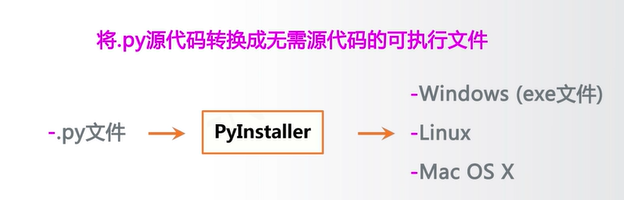 将.py源代码转换成无需源代码的可执行文件
-Windows (exe文件)
-.py文件
PyInstaller
-Linux
-Mac OS X